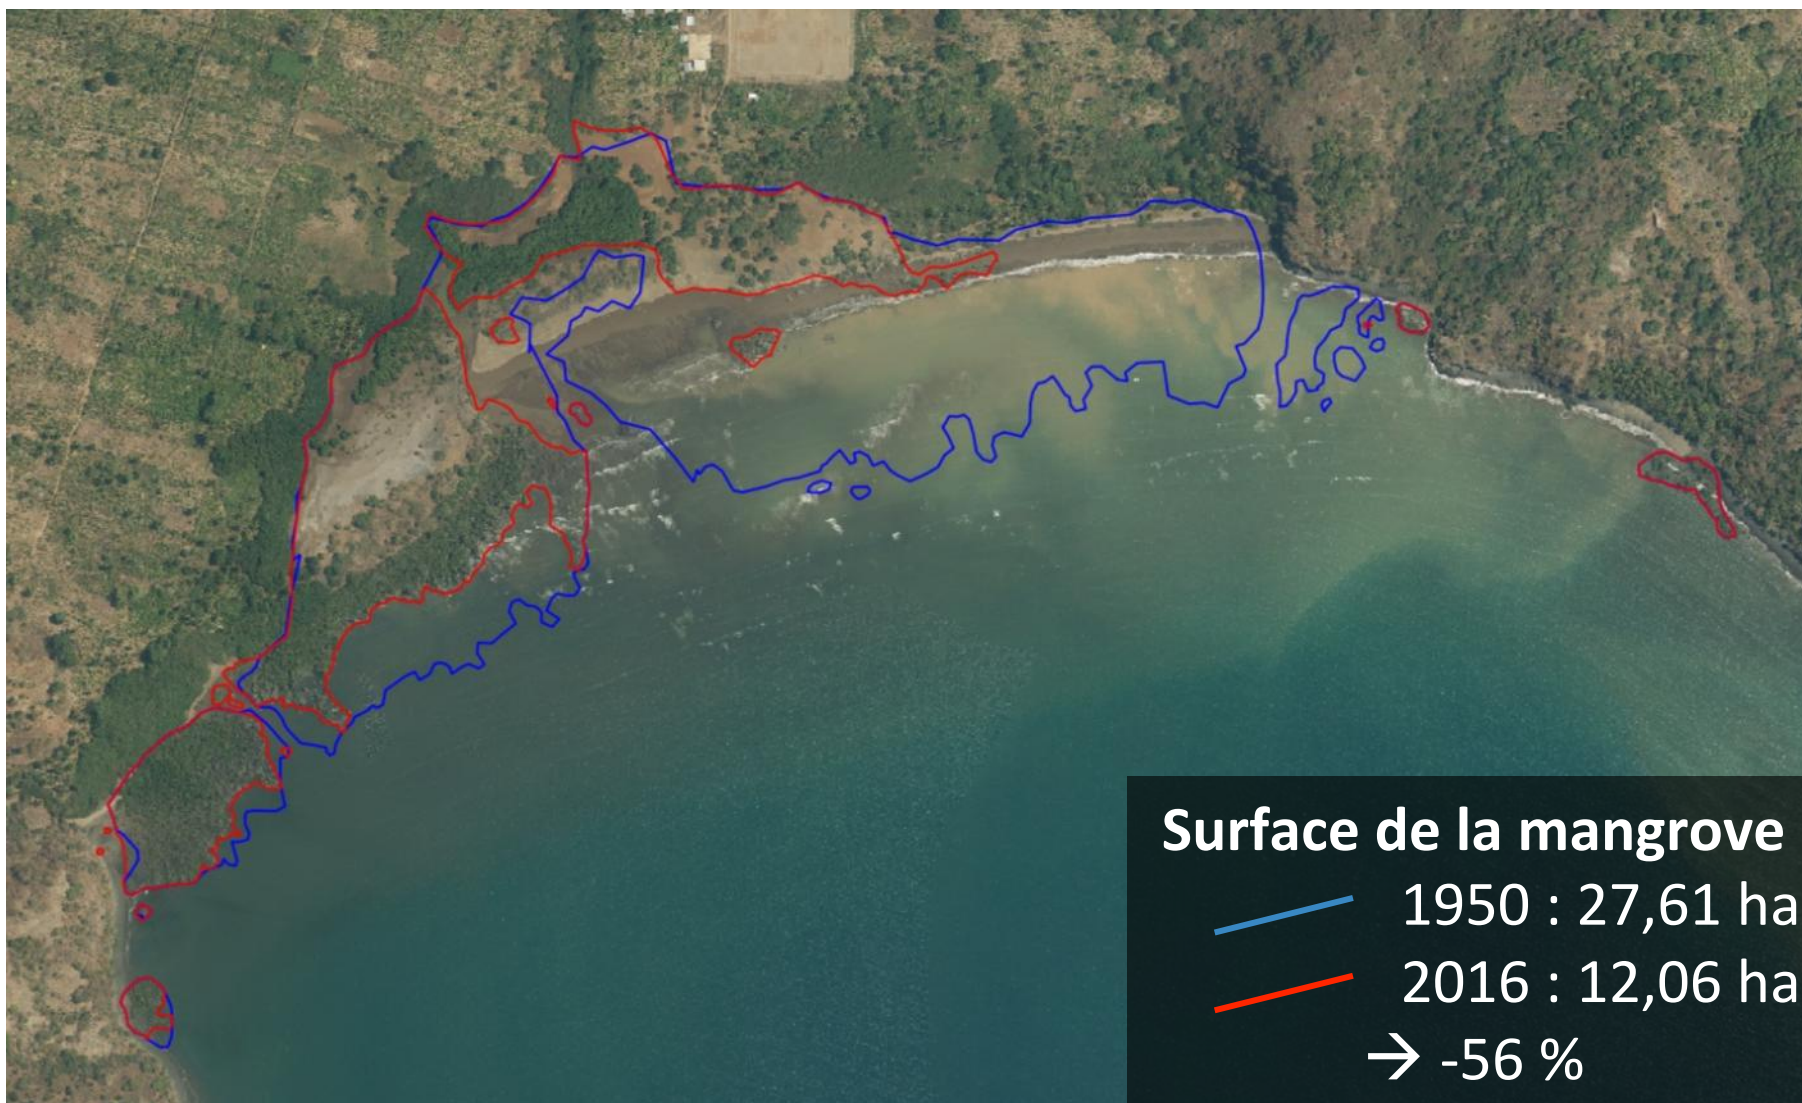 Surface de la mangrove
1950 : 27,61 ha
2016 : 12,06 ha
→ -56 %